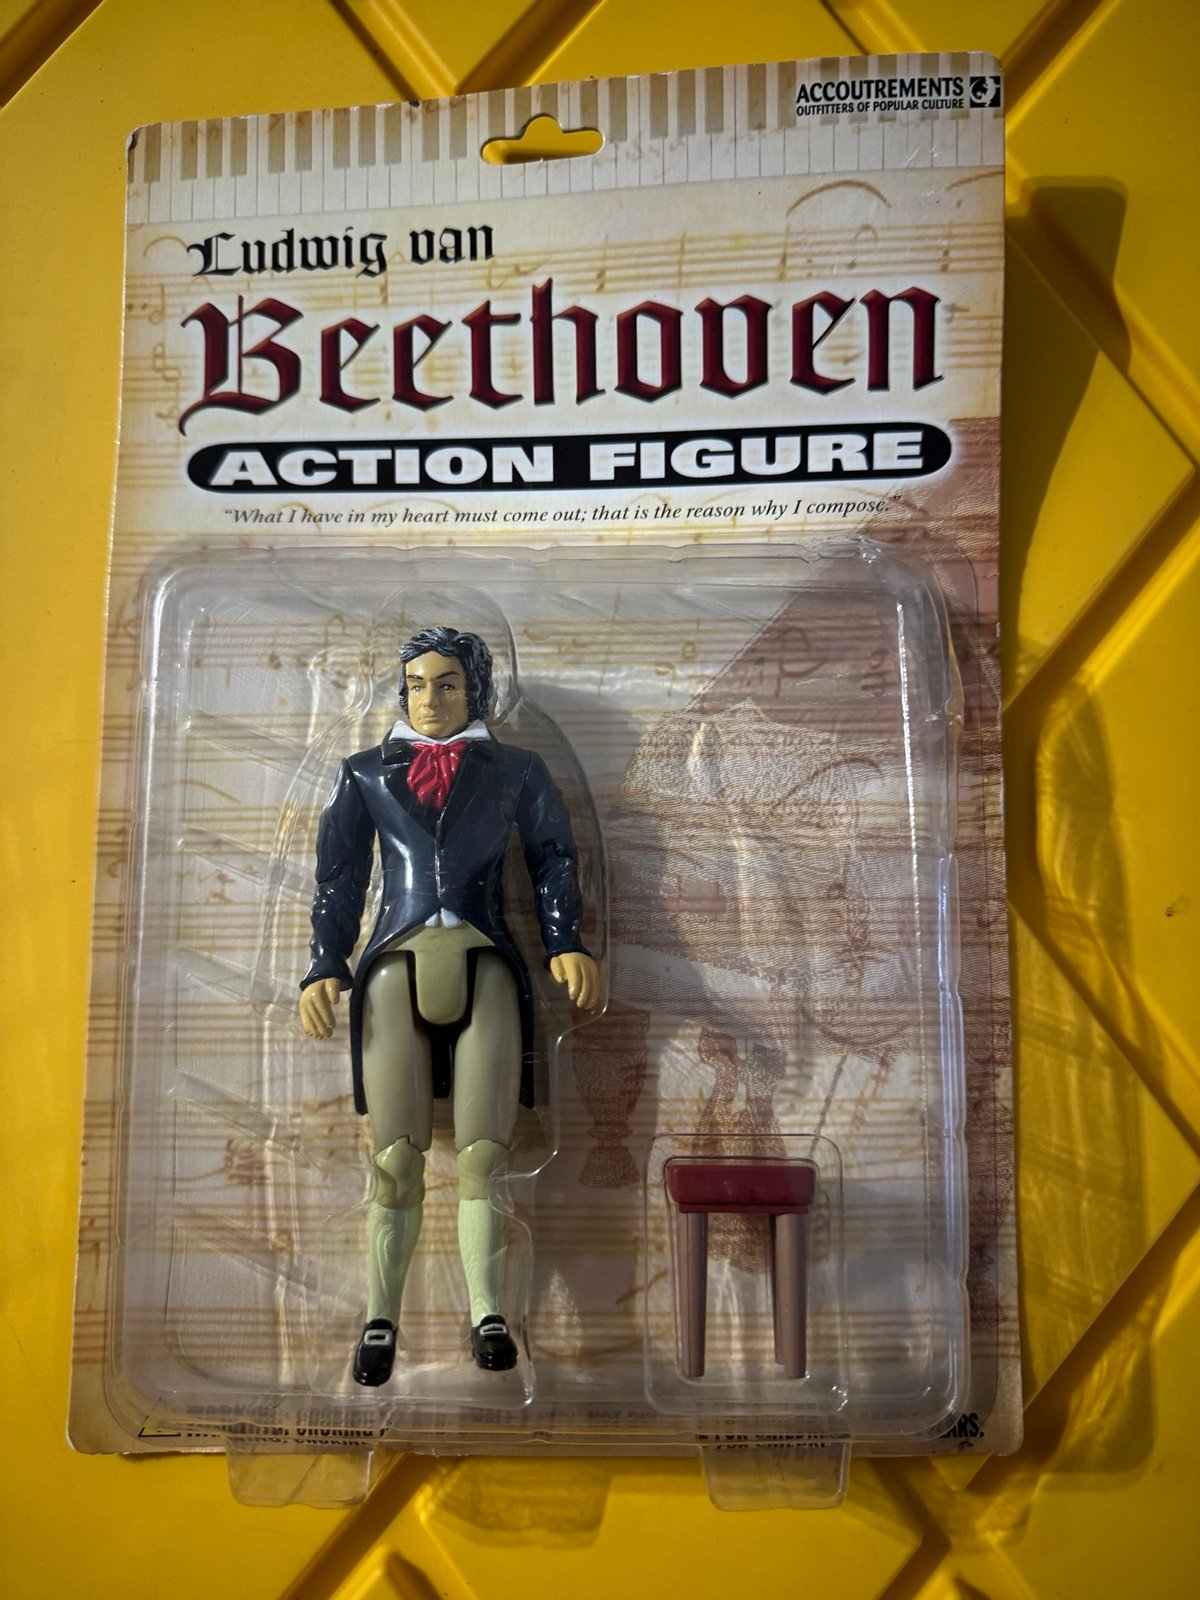 ACCOUTREMENTS
OUTFITTERS OF POPULAR CULTURE
Ludwig van
Beethoven
ACTION FIGURE
“What I have in my heart must come out; that is the reason why I compose.”